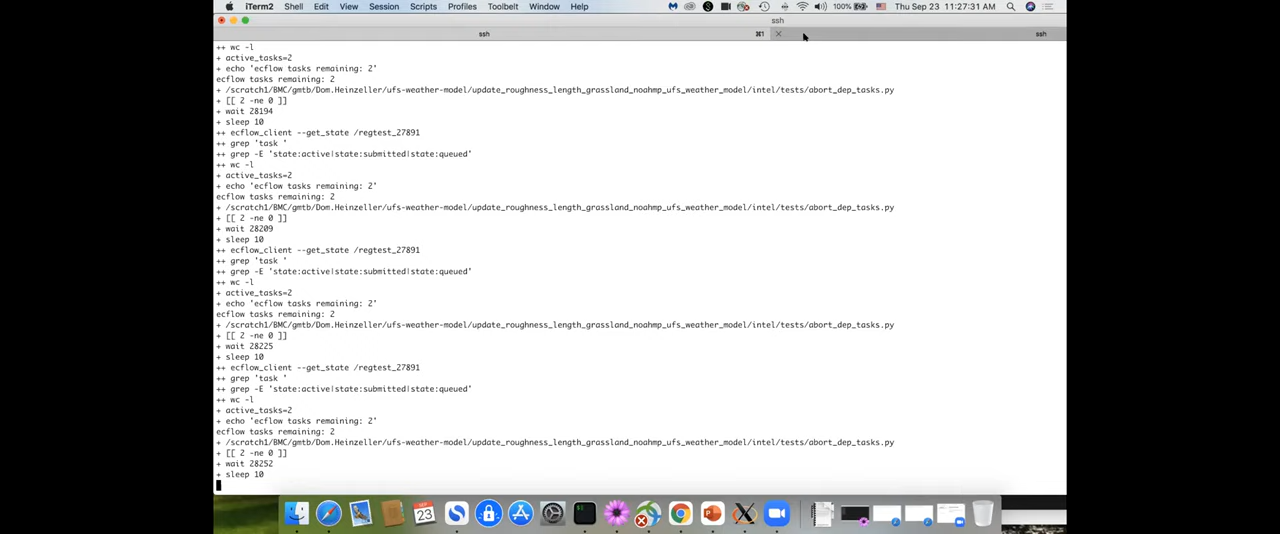 iTerm2 Shell Edit View Session Scripts Profiles Toolbelt Window Help 100% Thu Sep 23 11:27:31 AM
ssh
ssh ⌘1 ssh
++ wc -l
+ active_tasks=2
+ echo 'ecflow tasks remaining: 2'
ecflow tasks remaining: 2
+ /scratch1/BMC/gmtb/Dom.Heinzeller/ufs-weather-model/update_roughness_length_grassland_noahmp_ufs_weather_model/intel/tests/abort_dep_tasks.py
+ [[ 2 -ne 0 ]]
+ wait 28194
+ sleep 10
++ ecflow_client --get_state /regtest_27891
++ grep 'task '
++ grep -E 'state:active|state:submitted|state:queued'
++ wc -l
+ active_tasks=2
+ echo 'ecflow tasks remaining: 2'
ecflow tasks remaining: 2
+ /scratch1/BMC/gmtb/Dom.Heinzeller/ufs-weather-model/update_roughness_length_grassland_noahmp_ufs_weather_model/intel/tests/abort_dep_tasks.py
+ [[ 2 -ne 0 ]]
+ wait 28209
+ sleep 10
++ ecflow_client --get_state /regtest_27891
++ grep 'task '
++ grep -E 'state:active|state:submitted|state:queued'
++ wc -l
+ active_tasks=2
+ echo 'ecflow tasks remaining: 2'
ecflow tasks remaining: 2
+ /scratch1/BMC/gmtb/Dom.Heinzeller/ufs-weather-model/update_roughness_length_grassland_noahmp_ufs_weather_model/intel/tests/abort_dep_tasks.py
+ [[ 2 -ne 0 ]]
+ wait 28225
+ sleep 10
++ ecflow_client --get_state /regtest_27891
++ grep 'task '
++ grep -E 'state:active|state:submitted|state:queued'
++ wc -l
+ active_tasks=2
+ echo 'ecflow tasks remaining: 2'
ecflow tasks remaining: 2
+ /scratch1/BMC/gmtb/Dom.Heinzeller/ufs-weather-model/update_roughness_length_grassland_noahmp_ufs_weather_model/intel/tests/abort_dep_tasks.py
+ [[ 2 -ne 0 ]]
+ wait 28252
+ sleep 10
23